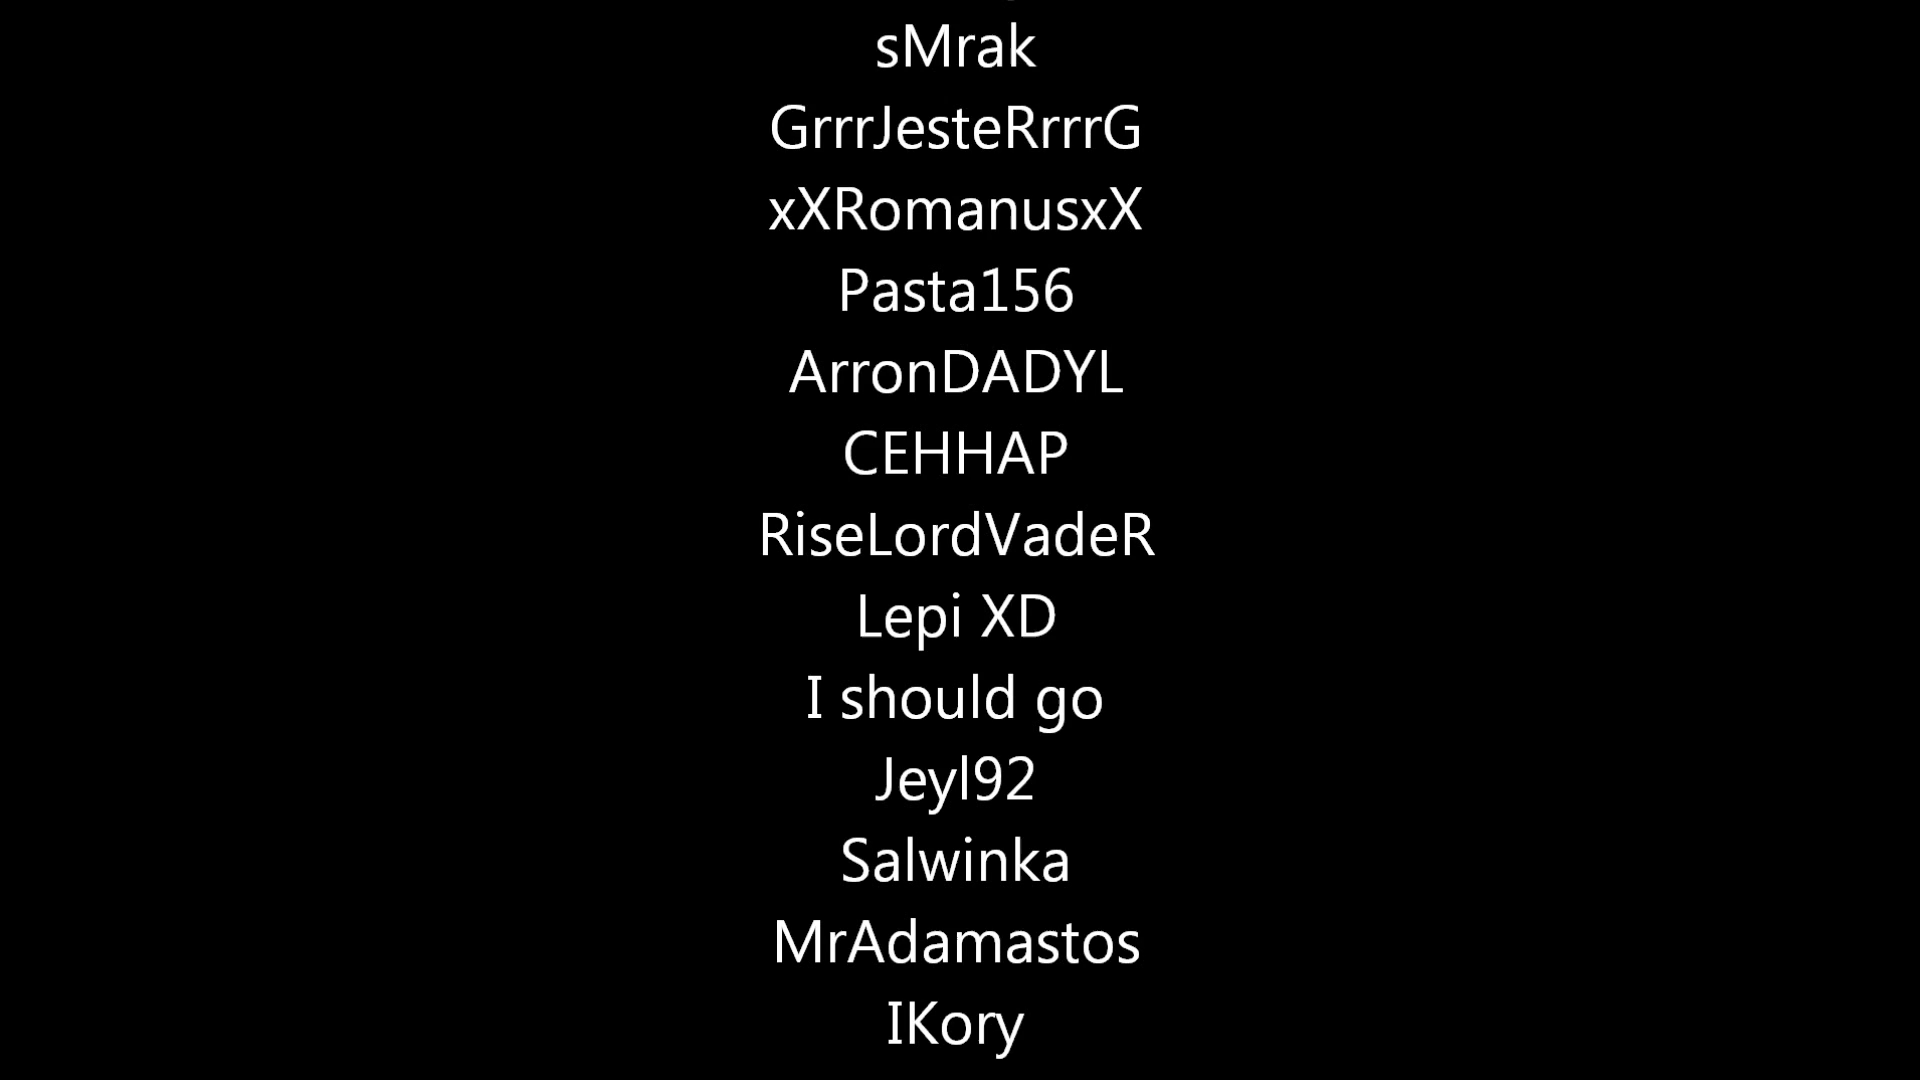 sMrak
GrrrJesteRrrrG
xXRomanusxX
Pasta156
ArronDADYL
CEHHAP
RiseLordVadeR
Lepi XD
I should go
Jeyl92
Salwinka
MrAdamastos
IKory